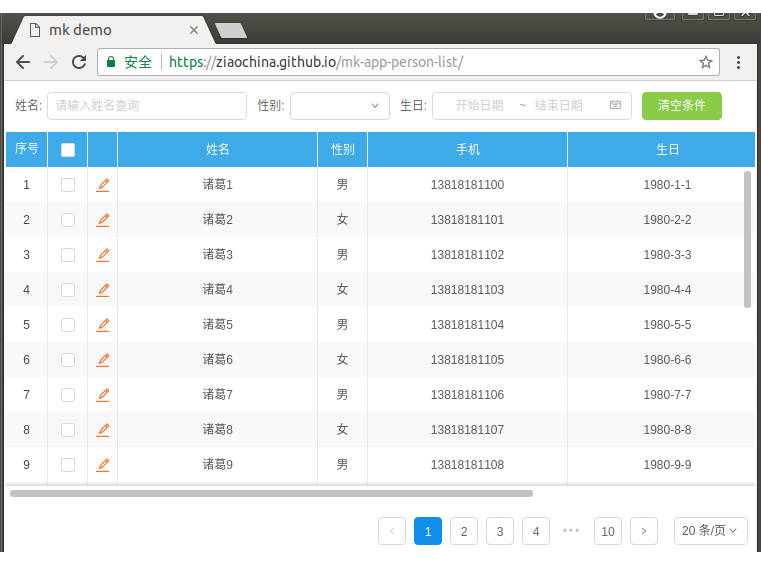 mk demo
安全 https://ziaochina.github.io/mk-app-person-list/
姓名: 请输入姓名查询 性别: 生日: 开始日期 ~ 结束日期 清空条件
序号 姓名 性别 手机 生日
1 诸葛1 男 13818181100 1980-1-1
2 诸葛2 女 13818181101 1980-2-2
3 诸葛3 男 13818181102 1980-3-3
4 诸葛4 女 13818181103 1980-4-4
5 诸葛5 男 13818181104 1980-5-5
6 诸葛6 女 13818181105 1980-6-6
7 诸葛7 男 13818181106 1980-7-7
8 诸葛8 女 13818181107 1980-8-8
9 诸葛9 男 13818181108 1980-9-9
1 2 3 4 ••• 10 20 条/页